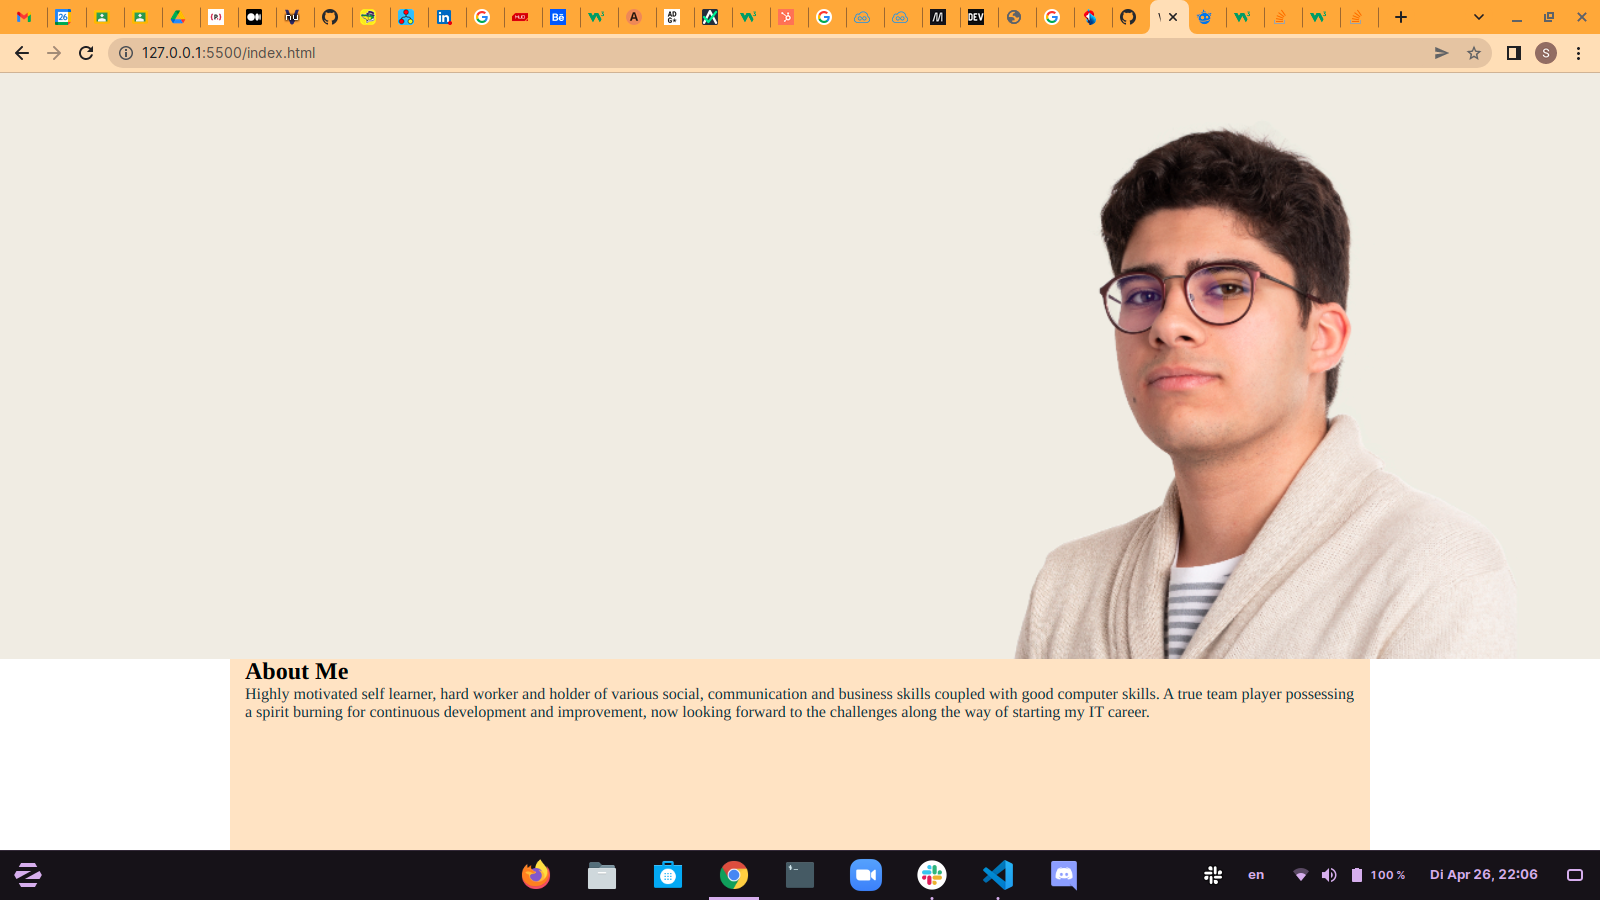 127.0.0.1:5500/index.html
S
About Me
Highly motivated self learner, hard worker and holder of various social, communication and business skills coupled with good computer skills. A true team player possessing
a spirit burning for continuous development and improvement, now looking forward to the challenges along the way of starting my IT career.
en
100 %
Di Apr 26, 22:06